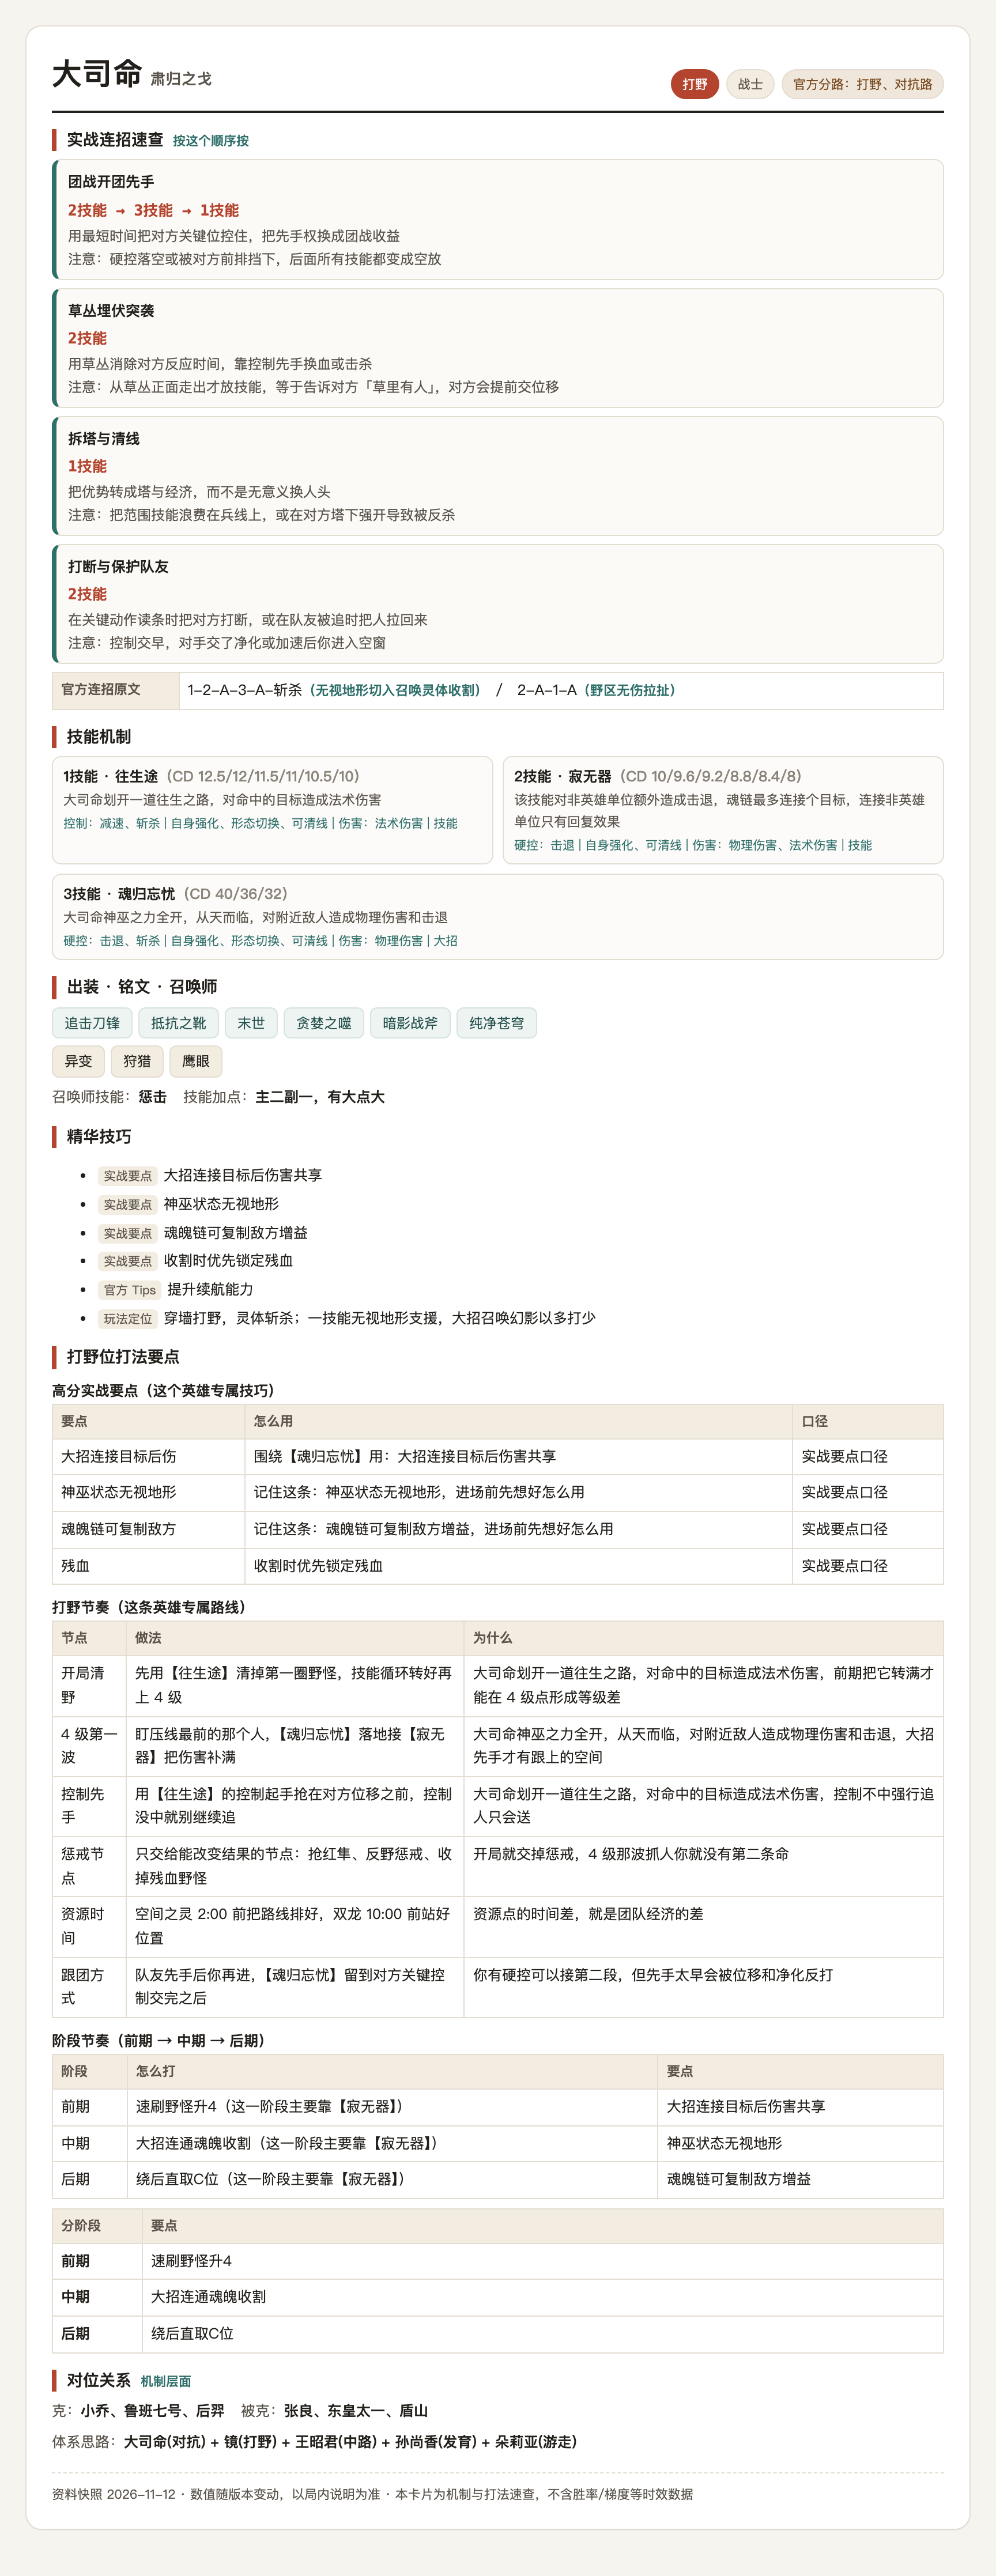 大司命 肃归之戈
打野 战士 官方分路：打野、对抗路
实战连招速查 按这个顺序按
团战开团先手
2技能 → 3技能 → 1技能
用最短时间把对方关键位控住，把先手权换成团战收益
注意：硬控落空或被对方前排挡下，后面所有技能都变成空放
草丛埋伏突袭
2技能
用草丛消除对方反应时间，靠控制先手换血或击杀
注意：从草丛正面走出才放技能，等于告诉对方「草里有人」，对方会提前交位移
拆塔与清线
1技能
把优势转成塔与经济，而不是无意义换人头
注意：把范围技能浪费在兵线上，或在对方塔下强开导致被反杀
打断与保护队友
2技能
在关键动作读条时把对方打断，或在队友被追时把人拉回来
注意：控制交早，对手交了净化或加速后你进入空窗
官方连招原文 1-2-A-3-A-斩杀（无视地形切入召唤灵体收割） / 2-A-1-A（野区无伤拉扯）
技能机制
1技能 · 往生途（CD 12.5/12/11.5/11/10.5/10）
大司命划开一道往生之路，对命中的目标造成法术伤害
控制：减速、斩杀 | 自身强化、形态切换、可清线 | 伤害：法术伤害 | 技能
2技能 · 寂无器（CD 10/9.6/9.2/8.8/8.4/8）
该技能对非英雄单位额外造成击退，魂链最多连接个目标，连接非英雄
单位只有回复效果
硬控：击退 | 自身强化、可清线 | 伤害：物理伤害、法术伤害 | 技能
3技能 · 魂归忘忧（CD 40/36/32）
大司命神巫之力全开，从天而临，对附近敌人造成物理伤害和击退
硬控：击退、斩杀 | 自身强化、形态切换、可清线 | 伤害：物理伤害 | 大招
出装 · 铭文 · 召唤师
追击刀锋 抵抗之靴 末世 贪婪之噬 暗影战斧 纯净苍穹
异变 狩猎 鹰眼
召唤师技能：惩击 技能加点：主二副一，有大点大
精华技巧
• 实战要点 大招连接目标后伤害共享
• 实战要点 神巫状态无视地形
• 实战要点 魂魄链可复制敌方增益
• 实战要点 收割时优先锁定残血
• 官方 Tips 提升续航能力
• 玩法定位 穿墙打野，灵体斩杀；一技能无视地形支援，大招召唤幻影以多打少
打野位打法要点
高分实战要点（这个英雄专属技巧）
要点 怎么用 口径
大招连接目标后伤 围绕【魂归忘忧】用：大招连接目标后伤害共享 实战要点口径
神巫状态无视地形 记住这条：神巫状态无视地形，进场前先想好怎么用 实战要点口径
魂魄链可复制敌方 记住这条：魂魄链可复制敌方增益，进场前先想好怎么用 实战要点口径
残血 收割时优先锁定残血 实战要点口径
打野节奏（这条英雄专属路线）
节点 做法 为什么
开局清野 先用【往生途】清掉第一圈野怪，技能循环转好再上 4 级 大司命划开一道往生之路，对命中的目标造成法术伤害，前期把它转满才能在 4 级点形成等级差
4 级第一波 盯压线最前的那个人，【魂归忘忧】落地接【寂无器】把伤害补满 大司命神巫之力全开，从天而临，对附近敌人造成物理伤害和击退，大招先手才有跟上的空间
控制先手 用【往生途】的控制起手抢在对方位移之前，控制没中就别继续追 大司命划开一道往生之路，对命中的目标造成法术伤害，控制不中强行追人只会送
惩戒节点 只交给能改变结果的节点：抢红隼、反野惩戒、收掉残血野怪 开局就交掉惩戒，4 级那波抓人你就没有第二条命
资源时间 空间之灵 2:00 前把路线排好，双龙 10:00 前站好位置 资源点的时间差，就是团队经济的差
跟团方式 队友先手后你再进，【魂归忘忧】留到对方关键控制交完之后 你有硬控可以接第二段，但先手太早会被位移和净化反打
阶段节奏（前期 → 中期 → 后期）
阶段 怎么打 要点
前期 速刷野怪升4（这一阶段主要靠【寂无器】） 大招连接目标后伤害共享
中期 大招连通魂魄收割（这一阶段主要靠【寂无器】） 神巫状态无视地形
后期 绕后直取C位（这一阶段主要靠【寂无器】） 魂魄链可复制敌方增益
分阶段 要点
前期 速刷野怪升4
中期 大招连通魂魄收割
后期 绕后直取C位
对位关系 机制层面
克：小乔、鲁班七号、后羿 被克：张良、东皇太一、盾山
体系思路：大司命(对抗) + 镜(打野) + 王昭君(中路) + 孙尚香(发育) + 朵莉亚(游走)
资料快照 2026-11-12 · 数值随版本变动，以局内说明为准 · 本卡片为机制与打法速查，不含胜率/梯度等时效数据